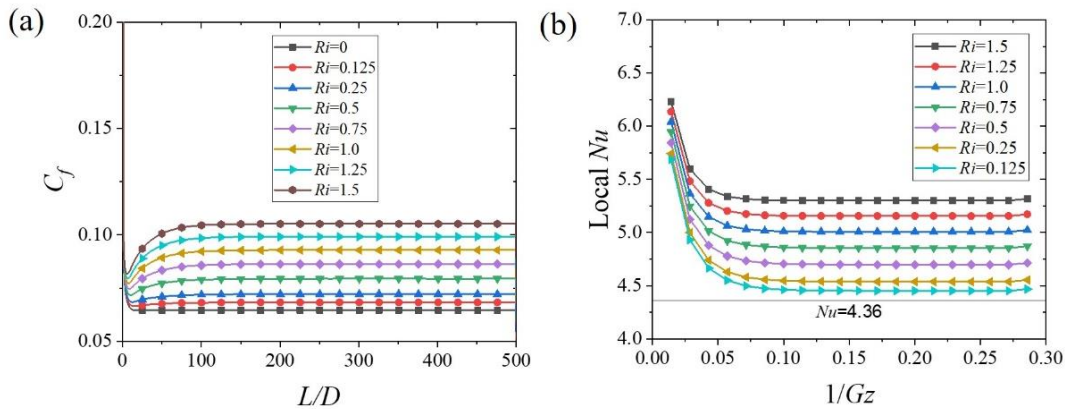 (a)
0.20
0.15
0.10
0.05
C_f
0 100 200 300 400 500
L/D
Ri=0
Ri=0.125
Ri=0.25
Ri=0.5
Ri=0.75
Ri=1.0
Ri=1.25
Ri=1.5
(b)
7.0
6.5
6.0
5.5
5.0
4.5
4.0
Local Nu
Ri=1.5
Ri=1.25
Ri=1.0
Ri=0.75
Ri=0.5
Ri=0.25
Ri=0.125
Nu=4.36
0.00 0.05 0.10 0.15 0.20 0.25 0.30
1/Gz